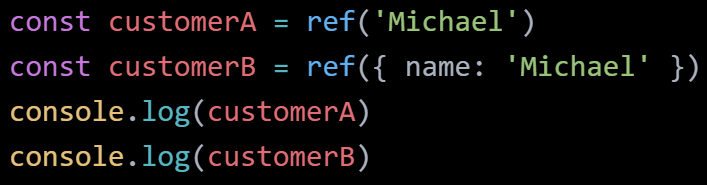 const customerA = ref('Michael')
const customerB = ref({ name: 'Michael' })
console.log(customerA)
console.log(customerB)